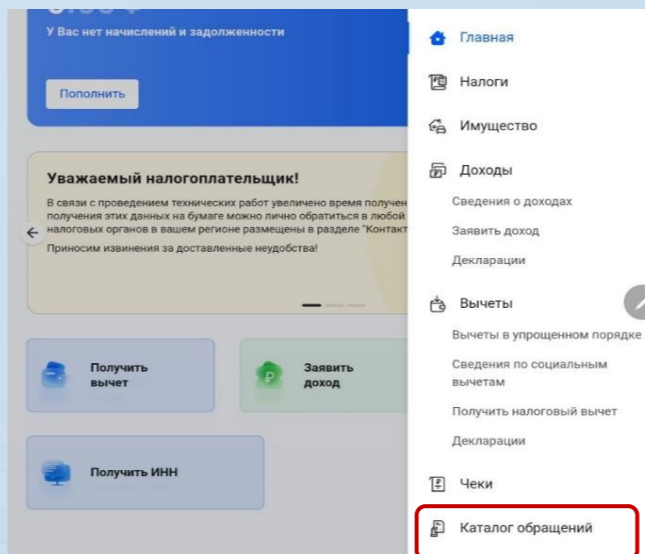 У Вас нет начислений и задолженности
Пополнить
Уважаемый налогоплательщик!
В связи с проведением технических работ увеличено время получен
получения этих данных на бумаге можно лично обратиться в любой
налоговых органов в вашем регионе размещены в разделе "Контакт
Приносим извинения за доставленные неудобства!
Получить
вычет
Заявить
доход
Получить ИНН
Главная
Налоги
Имущество
Доходы
Сведения о доходах
Заявить доход
Декларации
Вычеты
Вычеты в упрощенном порядке
Сведения по социальным
вычетам
Получить налоговый вычет
Декларации
Чеки
Каталог обращений